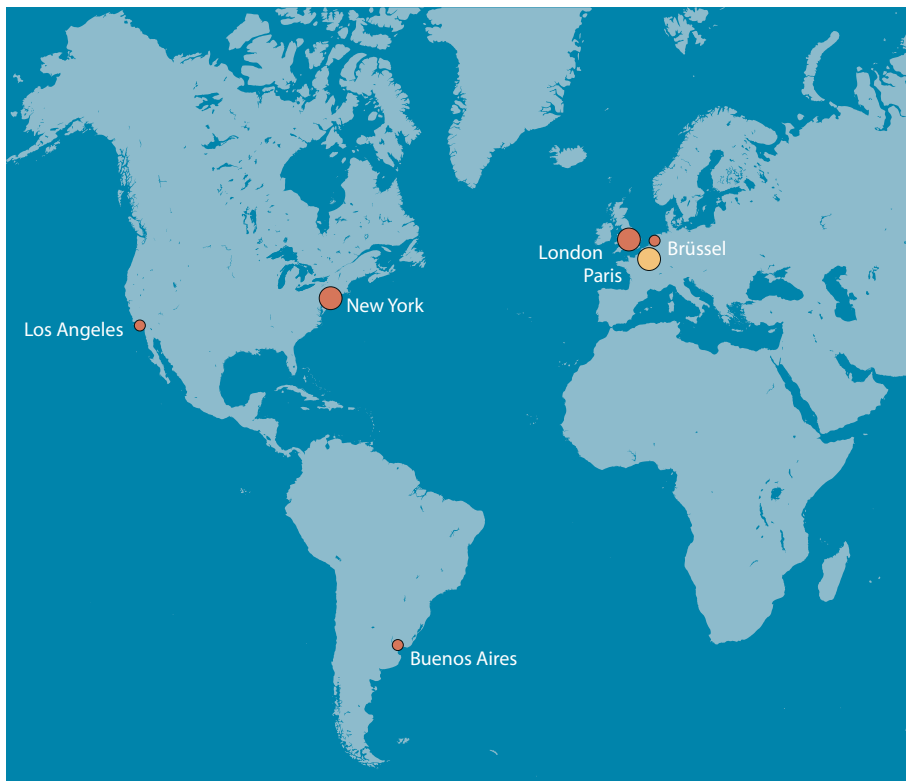 London
Brüssel
Paris
New York
Los Angeles
Buenos Aires